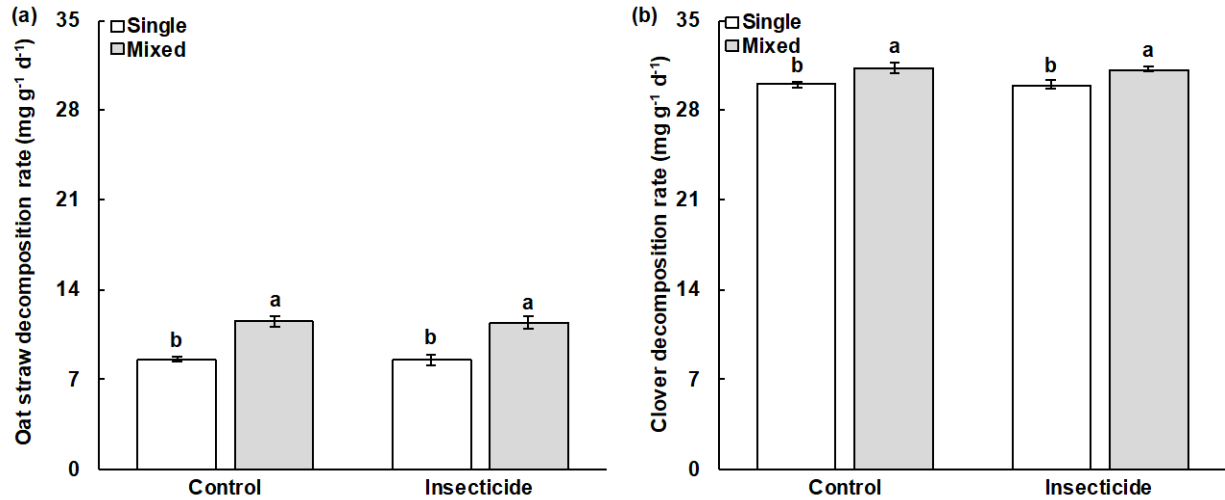 (a)
Oat straw decomposition rate (mg g⁻¹ d⁻¹)
35
28
21
14
7
0
Single
Mixed
b
a
b
a
Control
Insecticide
(b)
Clover decomposition rate (mg g⁻¹ d⁻¹)
35
28
21
14
7
0
Single
Mixed
b
a
b
a
Control
Insecticide